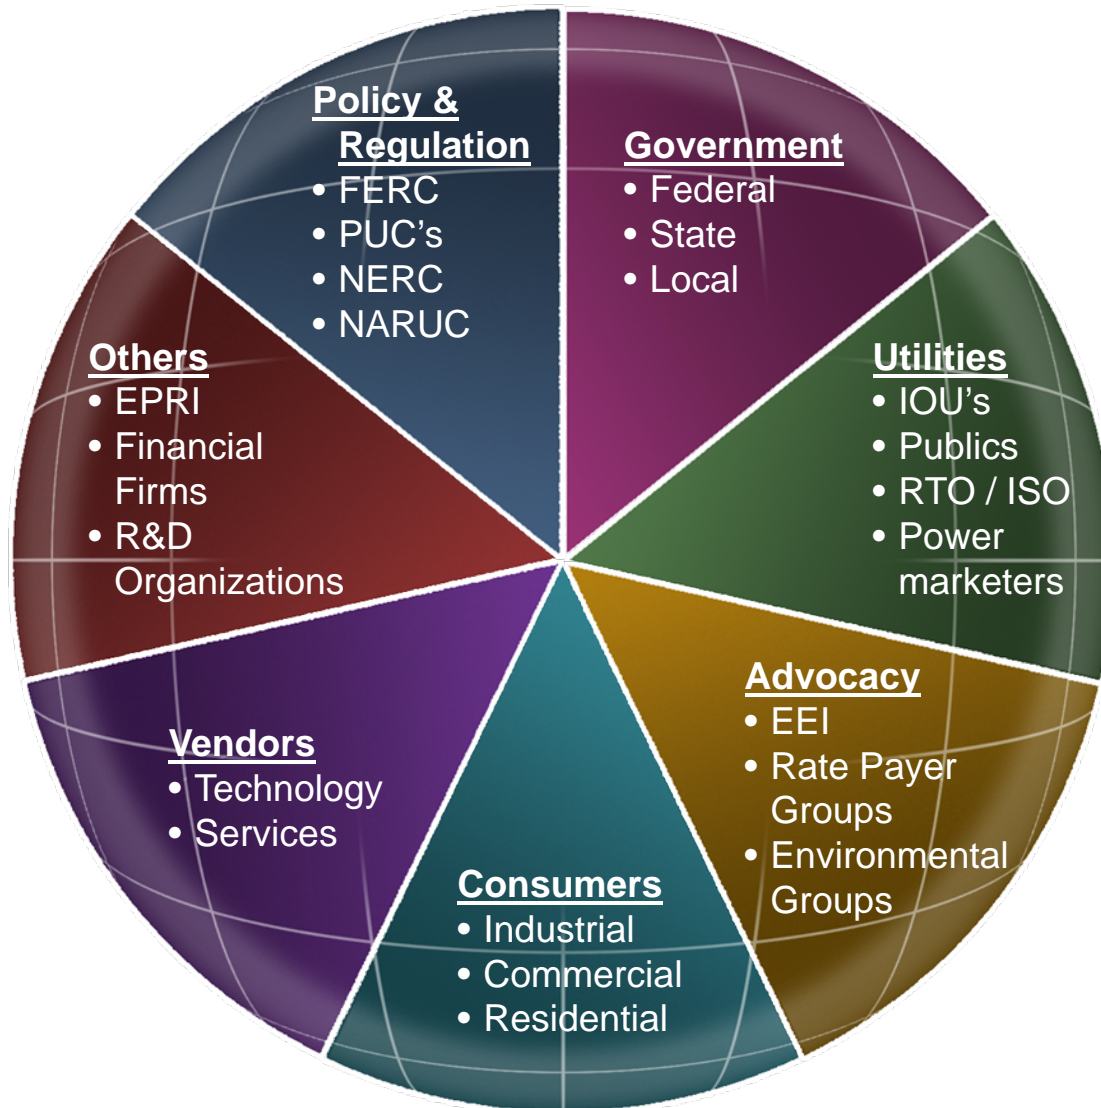 Policy &
Regulation
• FERC
• PUC’s
• NERC
• NARUC
Government
• Federal
• State
• Local
Utilities
• IOU’s
• Publics
• RTO / ISO
• Power
marketers
Advocacy
• EEI
• Rate Payer
Groups
• Environmental
Groups
Consumers
• Industrial
• Commercial
• Residential
Vendors
• Technology
• Services
Others
• EPRI
• Financial
Firms
• R&D
Organizations